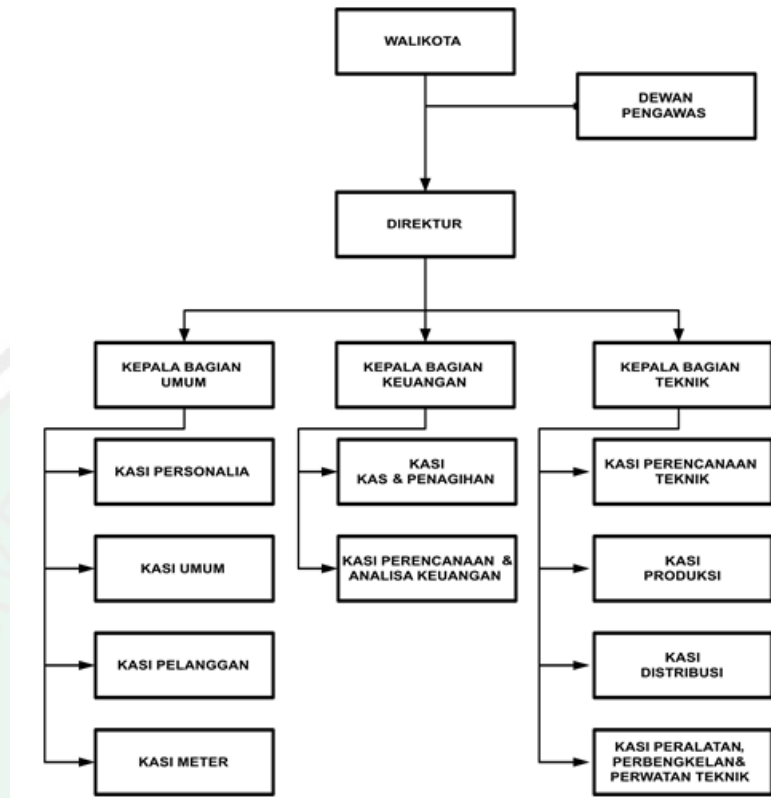 WALIKOTA
DEWAN
PENGAWAS
DIREKTUR
KEPALA BAGIAN
UMUM
KEPALA BAGIAN
KEUANGAN
KEPALA BAGIAN
TEKNIK
KASI PERSONALIA
KASI
KAS & PENAGIHAN
KASI PERENCANAAN
TEKNIK
KASI UMUM
KASI PERENCANAAN &
ANALISA KEUANGAN
KASI
PRODUKSI
KASI PELANGGAN
KASI
DISTRIBUSI
KASI METER
KASI PERALATAN,
PERBENGKELAN&
PERWATAN TEKNIK